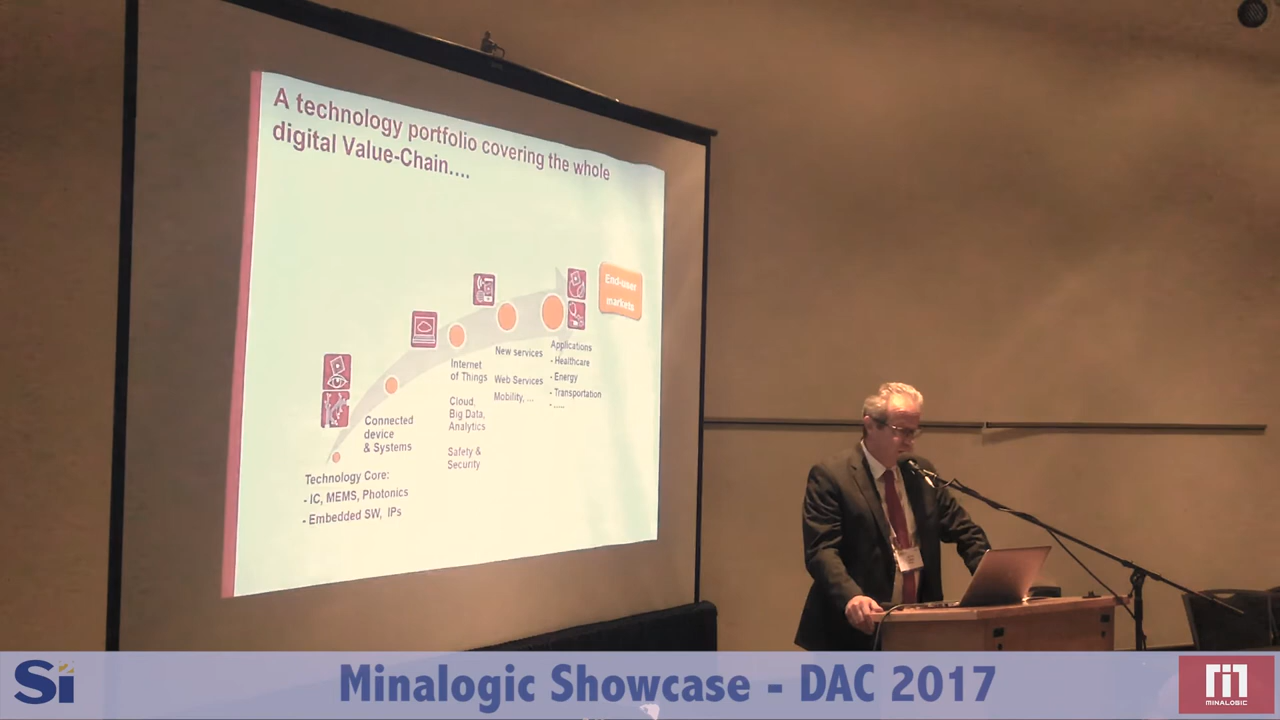 A technology portfolio covering the whole
digital Value-Chain....
End-user
markets
Applications
- Healthcare
- Energy
- Transportation
- .....
New services
Web Services
Mobility, ...
Internet
of Things
Cloud,
Big Data,
Analytics
Safety &
Security
Connected
device
& Systems
Technology Core:
- IC, MEMS, Photonics
- Embedded SW, IPs
Si
Minalogic Showcase - DAC 2017
MINALOGIC